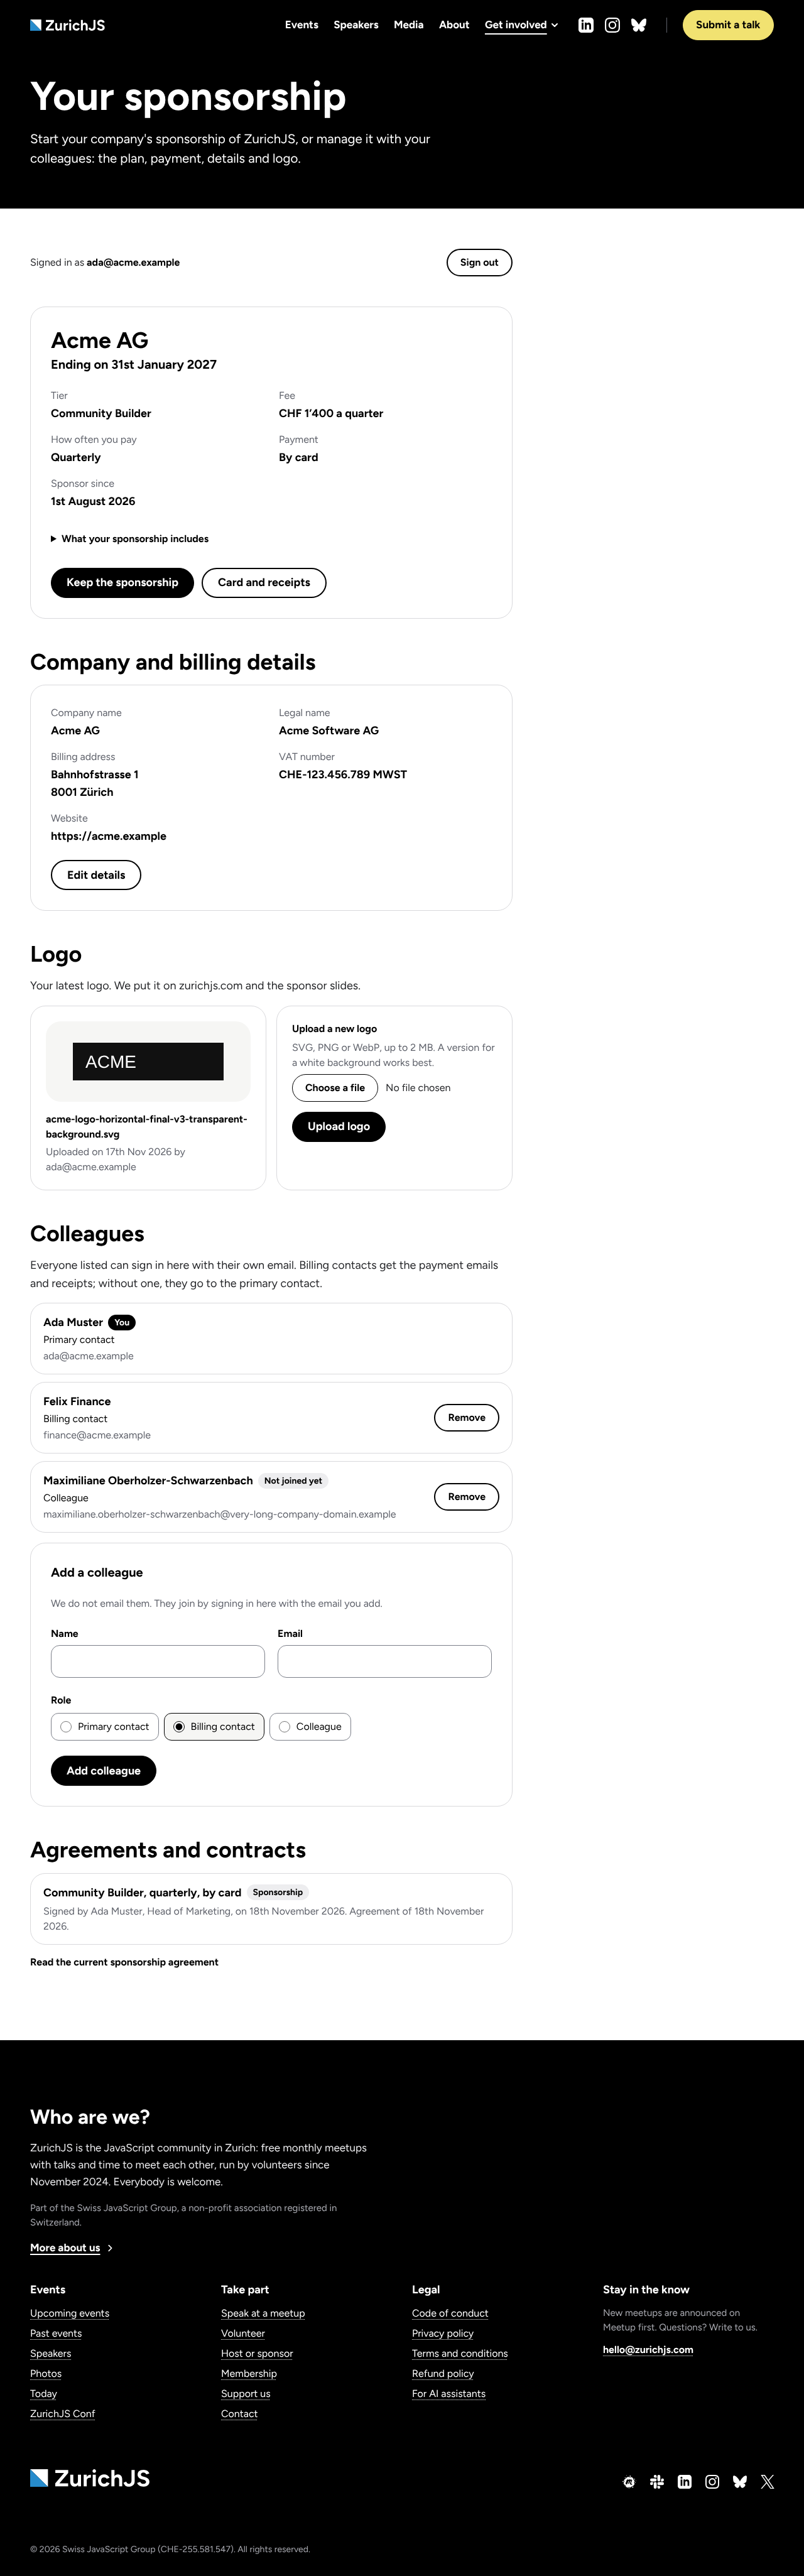 ZurichJS
Events
Speakers
Media
About
Get involved
Submit a talk
Your sponsorship
Start your company's sponsorship of ZurichJS, or manage it with your
colleagues: the plan, payment, details and logo.
Signed in as ada@acme.example
Sign out
Acme AG
Ending on 31st January 2027
Tier
Community Builder
Fee
CHF 1’400 a quarter
How often you pay
Quarterly
Payment
By card
Sponsor since
1st August 2026
What your sponsorship includes
Keep the sponsorship
Card and receipts
Company and billing details
Company name
Acme AG
Legal name
Acme Software AG
Billing address
Bahnhofstrasse 1
8001 Zürich
VAT number
CHE-123.456.789 MWST
Website
https://acme.example
Edit details
Logo
Your latest logo. We put it on zurichjs.com and the sponsor slides.
ACME
acme-logo-horizontal-final-v3-transparent-
background.svg
Uploaded on 17th Nov 2026 by
ada@acme.example
Upload a new logo
SVG, PNG or WebP, up to 2 MB. A version for
a white background works best.
Choose a file
No file chosen
Upload logo
Colleagues
Everyone listed can sign in here with their own email. Billing contacts get the payment emails
and receipts; without one, they go to the primary contact.
Ada Muster You
Primary contact
ada@acme.example
Felix Finance
Billing contact
finance@acme.example
Remove
Maximiliane Oberholzer-Schwarzenbach Not joined yet
Colleague
maximiliane.oberholzer-schwarzenbach@very-long-company-domain.example
Remove
Add a colleague
We do not email them. They join by signing in here with the email you add.
Name
Email
Role
Primary contact
Billing contact
Colleague
Add colleague
Agreements and contracts
Community Builder, quarterly, by card Sponsorship
Signed by Ada Muster, Head of Marketing, on 18th November 2026. Agreement of 18th November
2026.
Read the current sponsorship agreement
Who are we?
ZurichJS is the JavaScript community in Zurich: free monthly meetups
with talks and time to meet each other, run by volunteers since
November 2024. Everybody is welcome.
Part of the Swiss JavaScript Group, a non-profit association registered in
Switzerland.
More about us
Events
Upcoming events
Past events
Speakers
Photos
Today
ZurichJS Conf
Take part
Speak at a meetup
Volunteer
Host or sponsor
Membership
Support us
Contact
Legal
Code of conduct
Privacy policy
Terms and conditions
Refund policy
For AI assistants
Stay in the know
New meetups are announced on
Meetup first. Questions? Write to us.
hello@zurichjs.com
ZurichJS
© 2026 Swiss JavaScript Group (CHE-255.581.547). All rights reserved.